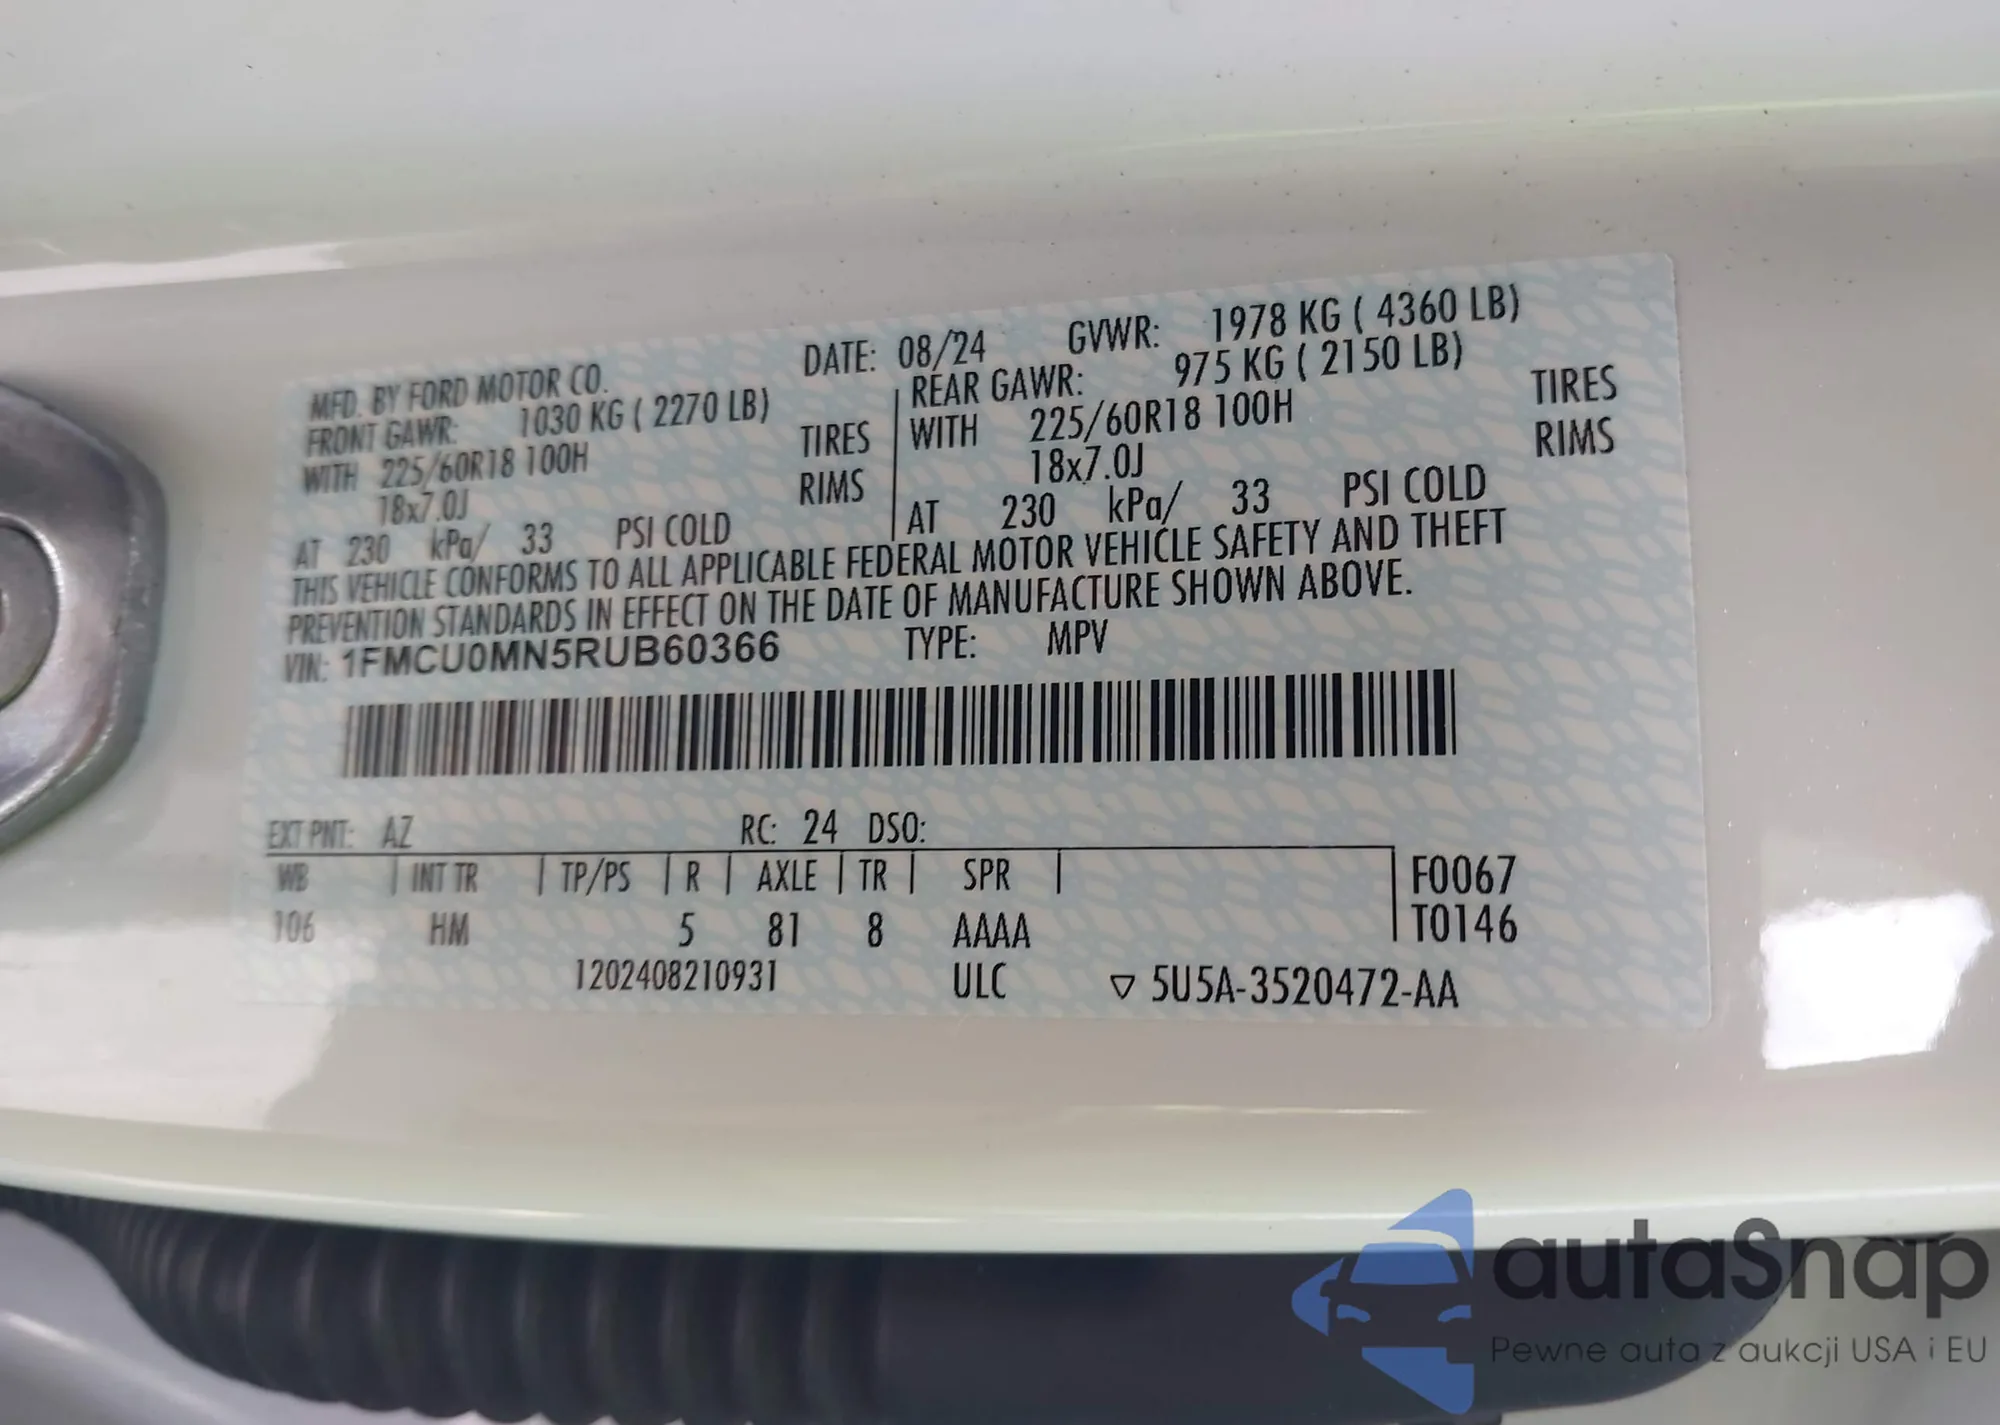 MFD. BY FORD MOTOR CO. DATE: 08/24 GVWR: 1978 KG ( 4360 LB)
FRONT GAWR: 1030 KG ( 2270 LB) REAR GAWR: 975 KG ( 2150 LB)
WITH 225/60R18 100H TIRES WITH 225/60R18 100H TIRES
18x7.0J RIMS 18x7.0J RIMS
AT 230 kPa/ 33 PSI COLD AT 230 kPa/ 33 PSI COLD
THIS VEHICLE CONFORMS TO ALL APPLICABLE FEDERAL MOTOR VEHICLE SAFETY AND THEFT
PREVENTION STANDARDS IN EFFECT ON THE DATE OF MANUFACTURE SHOWN ABOVE.
VIN: 1FMCU0MN5RUB60366 TYPE: MPV
EXT PNT: AZ RC: 24 DSO:
WB INT TR TP/PS R AXLE TR SPR F0067
106 HM 5 81 8 AAAA T0146
1202408210931 ULC ▽ 5U5A-3520472-AA
autaSnap
Pewne auta z aukcji USA i EU